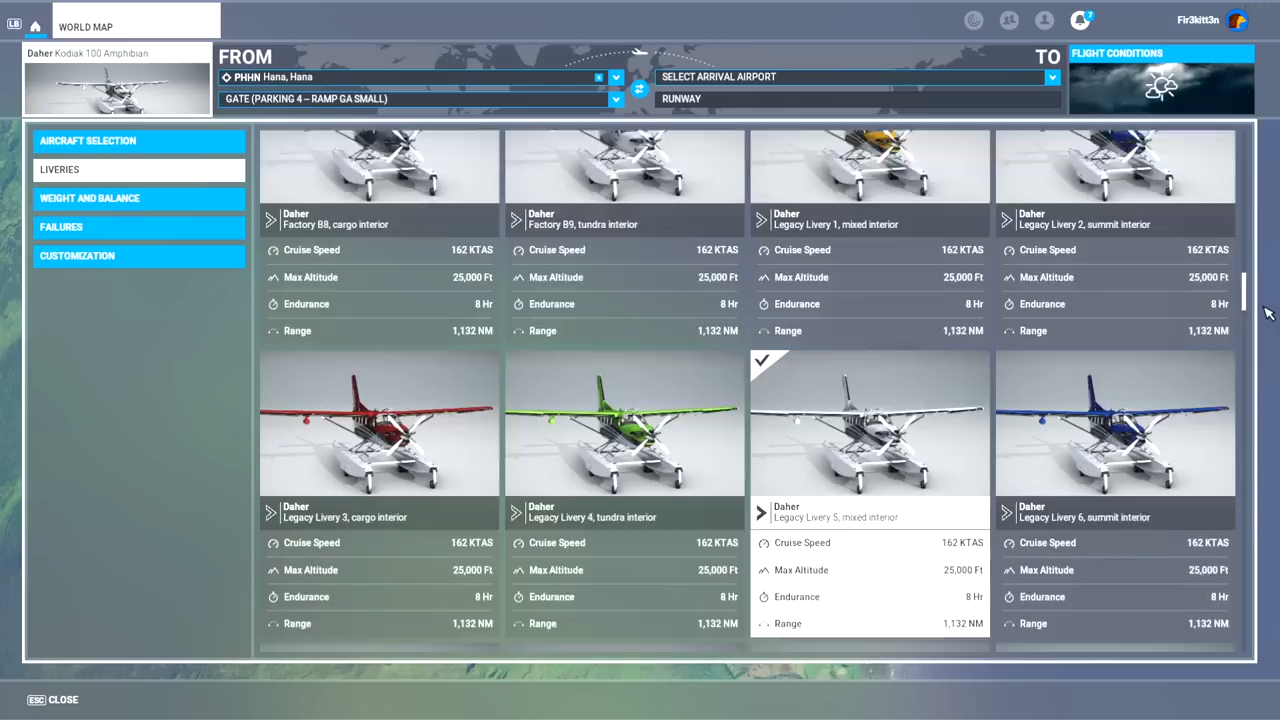 LB
WORLD MAP
7
Fir3kitt3n
Daher Kodiak 100 Amphibian
FROM
TO
PHHN Hana, Hana
SELECT ARRIVAL AIRPORT
GATE (PARKING 4 – RAMP GA SMALL)
RUNWAY
FLIGHT CONDITIONS
AIRCRAFT SELECTION
LIVERIES
WEIGHT AND BALANCE
FAILURES
CUSTOMIZATION
Daher
Factory B8, cargo interior
Cruise Speed 162 KTAS
Max Altitude 25,000 Ft
Endurance 8 Hr
Range 1,132 NM
Daher
Factory B9, tundra interior
Cruise Speed 162 KTAS
Max Altitude 25,000 Ft
Endurance 8 Hr
Range 1,132 NM
Daher
Legacy Livery 1, mixed interior
Cruise Speed 162 KTAS
Max Altitude 25,000 Ft
Endurance 8 Hr
Range 1,132 NM
Daher
Legacy Livery 2, summit interior
Cruise Speed 162 KTAS
Max Altitude 25,000 Ft
Endurance 8 Hr
Range 1,132 NM
Daher
Legacy Livery 3, cargo interior
Cruise Speed 162 KTAS
Max Altitude 25,000 Ft
Endurance 8 Hr
Range 1,132 NM
Daher
Legacy Livery 4, tundra interior
Cruise Speed 162 KTAS
Max Altitude 25,000 Ft
Endurance 8 Hr
Range 1,132 NM
Daher
Legacy Livery 5, mixed interior
Cruise Speed 162 KTAS
Max Altitude 25,000 Ft
Endurance 8 Hr
Range 1,132 NM
Daher
Legacy Livery 6, summit interior
Cruise Speed 162 KTAS
Max Altitude 25,000 Ft
Endurance 8 Hr
Range 1,132 NM
ESC CLOSE